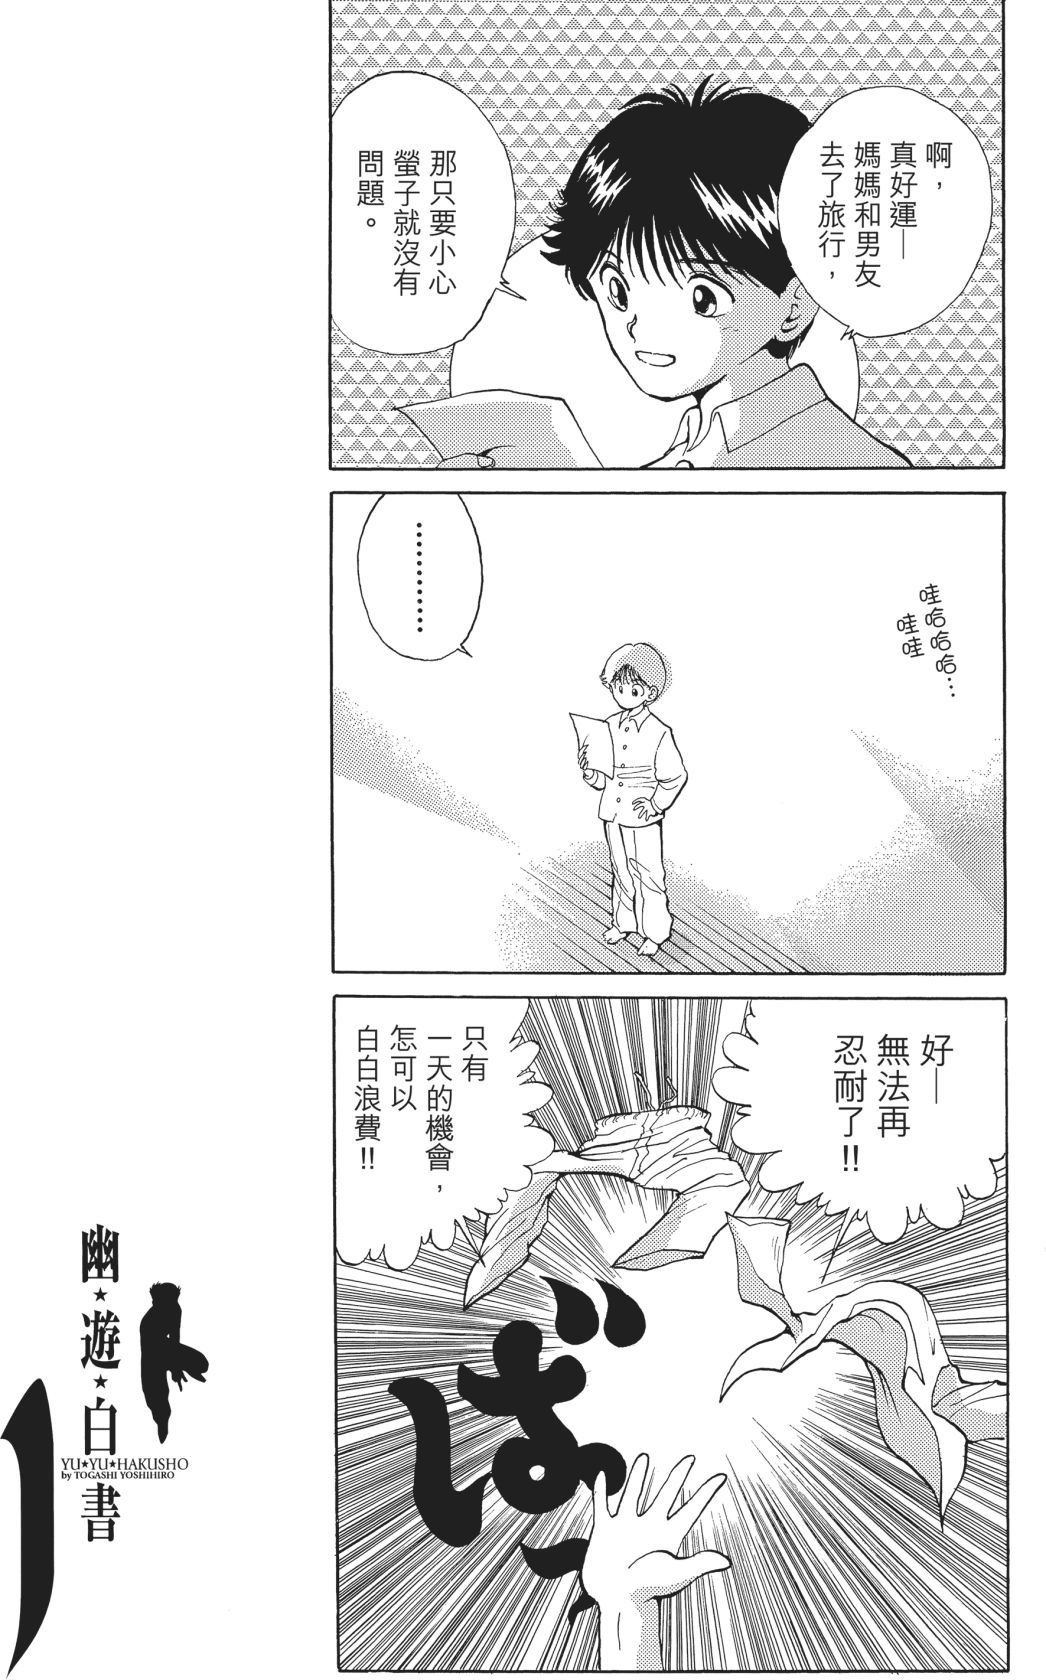 啊，
真好運—
媽媽和男友
去了旅行，
那只要小心
螢子就沒有
問題。
哇哈哈哈…
哇哇
…………
好—
無法再
忍耐了!!
只有
一天的機會，
怎可以
白白浪費!!
ばっ
幽★遊★白書
YU★YU★HAKUSHO
by TOGASHI YOSHIHIRO